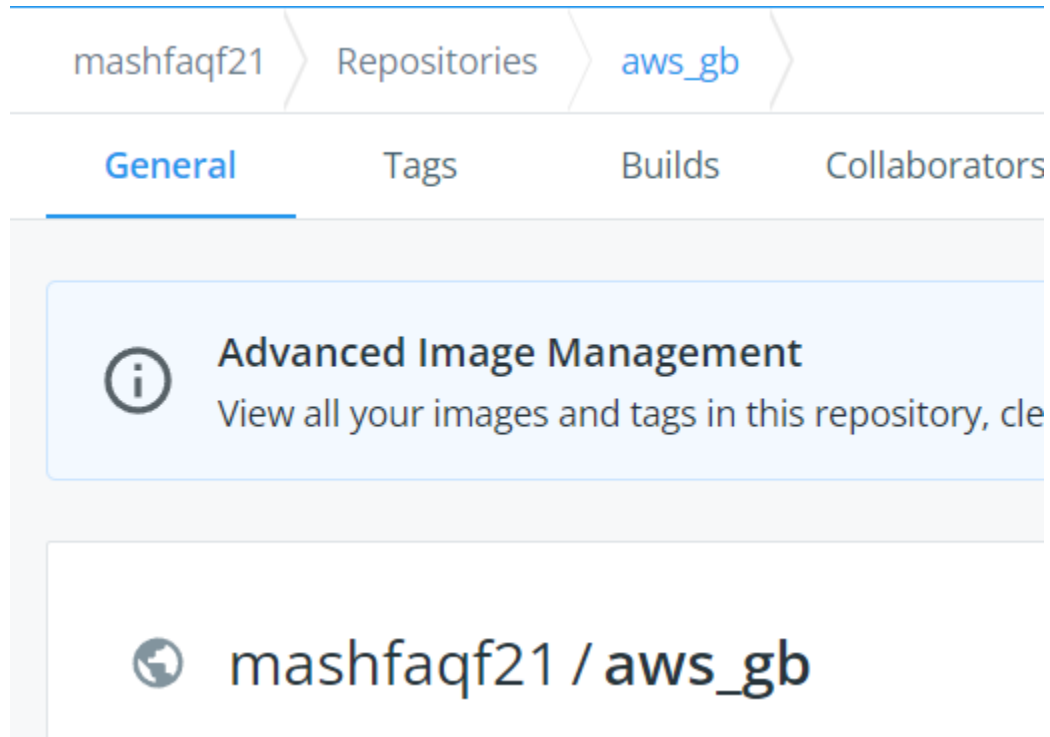 mashfaqf21 Repositories aws_gb
General Tags Builds Collaborators
Advanced Image Management
View all your images and tags in this repository, cle
mashfaqf21 / aws_gb